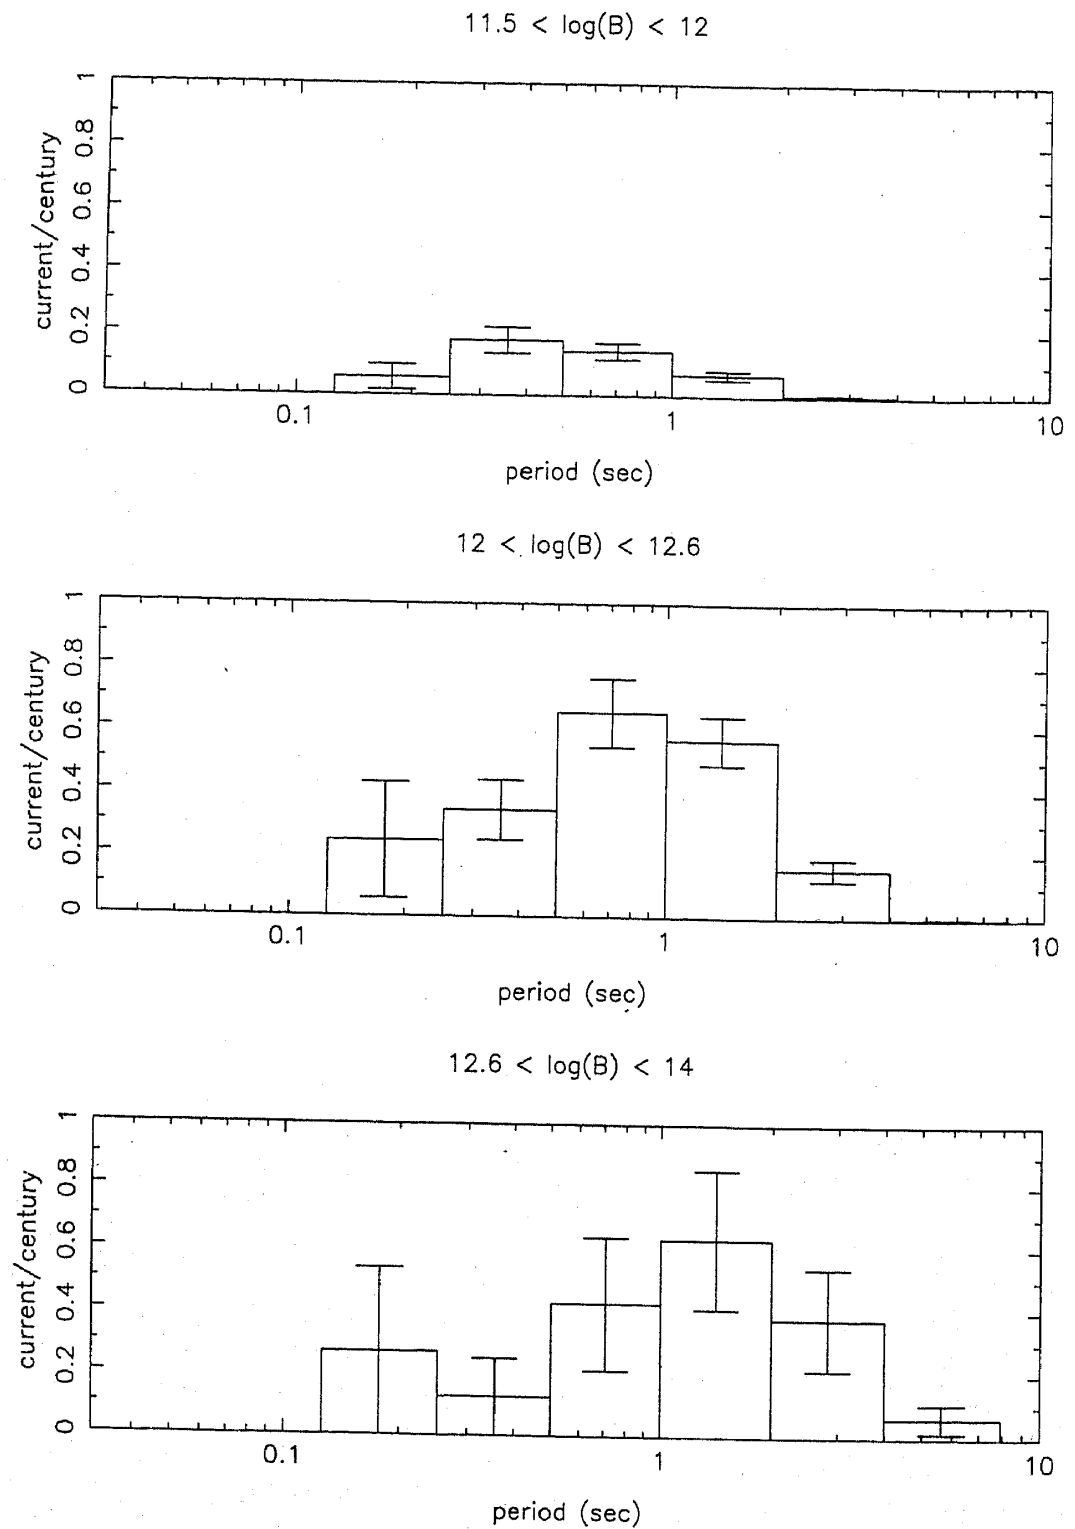 11.5 < log(B) < 12
current/century
0 0.2 0.4 0.6 0.8 1
0.1 1 10
period (sec)
12 < log(B) < 12.6
current/century
0 0.2 0.4 0.6 0.8 1
0.1 1 10
period (sec)
12.6 < log(B) < 14
current/century
0 0.2 0.4 0.6 0.8 1
0.1 1 10
period (sec)